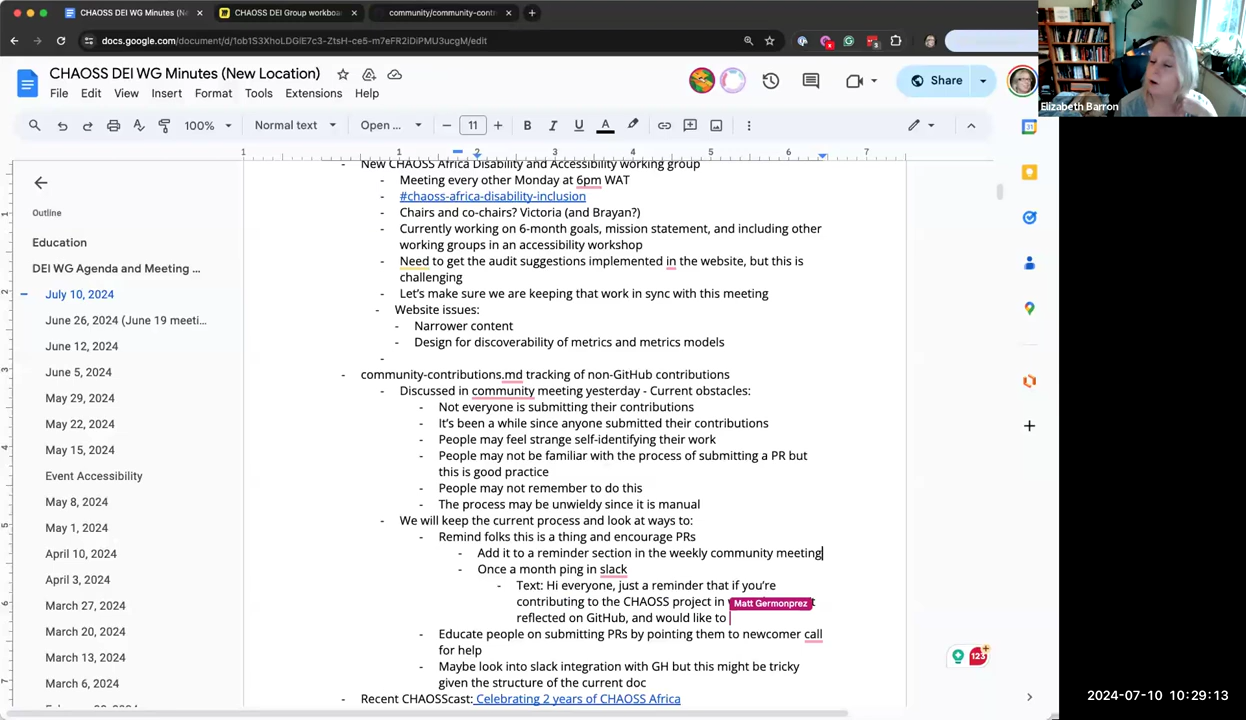 CHAOSS DEI WG Minutes (Ne
CHAOSS DEI Group workboa
community/community-contr
docs.google.com/document/d/1ob1S3XhoLDGlE7c3-ZtsH-ce5-m7eFR2lDiPMU3ucgM/edit
CHAOSS DEI WG Minutes (New Location)
File Edit View Insert Format Tools Extensions Help
Share
Elizabeth Barron
100% Normal text Open ... 11 B I U A
1 1 2 3 4 5 6 7
Outline
Education
DEI WG Agenda and Meeting ...
July 10, 2024
June 26, 2024 (June 19 meeti...
June 12, 2024
June 5, 2024
May 29, 2024
May 22, 2024
May 15, 2024
Event Accessibility
May 8, 2024
May 1, 2024
April 10, 2024
April 3, 2024
March 27, 2024
March 20, 2024
March 13, 2024
March 6, 2024
- New CHAOSS Africa Disability and Accessibility working group
- Meeting every other Monday at 6pm WAT
- #chaoss-africa-disability-inclusion
- Chairs and co-chairs? Victoria (and Brayan?)
- Currently working on 6-month goals, mission statement, and including other
working groups in an accessibility workshop
- Need to get the audit suggestions implemented in the website, but this is
challenging
- Let's make sure we are keeping that work in sync with this meeting
- Website issues:
- Narrower content
- Design for discoverability of metrics and metrics models
-
- community-contributions.md tracking of non-GitHub contributions
- Discussed in community meeting yesterday - Current obstacles:
- Not everyone is submitting their contributions
- It's been a while since anyone submitted their contributions
- People may feel strange self-identifying their work
- People may not be familiar with the process of submitting a PR but
this is good practice
- People may not remember to do this
- The process may be unwieldy since it is manual
- We will keep the current process and look at ways to:
- Remind folks this is a thing and encourage PRs
- Add it to a reminder section in the weekly community meeting
- Once a month ping in slack
- Text: Hi everyone, just a reminder that if you're
contributing to the CHAOSS project in
Matt Germonprez
reflected on GitHub, and would like to
- Educate people on submitting PRs by pointing them to newcomer call
for help
- Maybe look into slack integration with GH but this might be tricky
given the structure of the current doc
- Recent CHAOSScast: Celebrating 2 years of CHAOSS Africa
123
2024-07-10 10:29:13